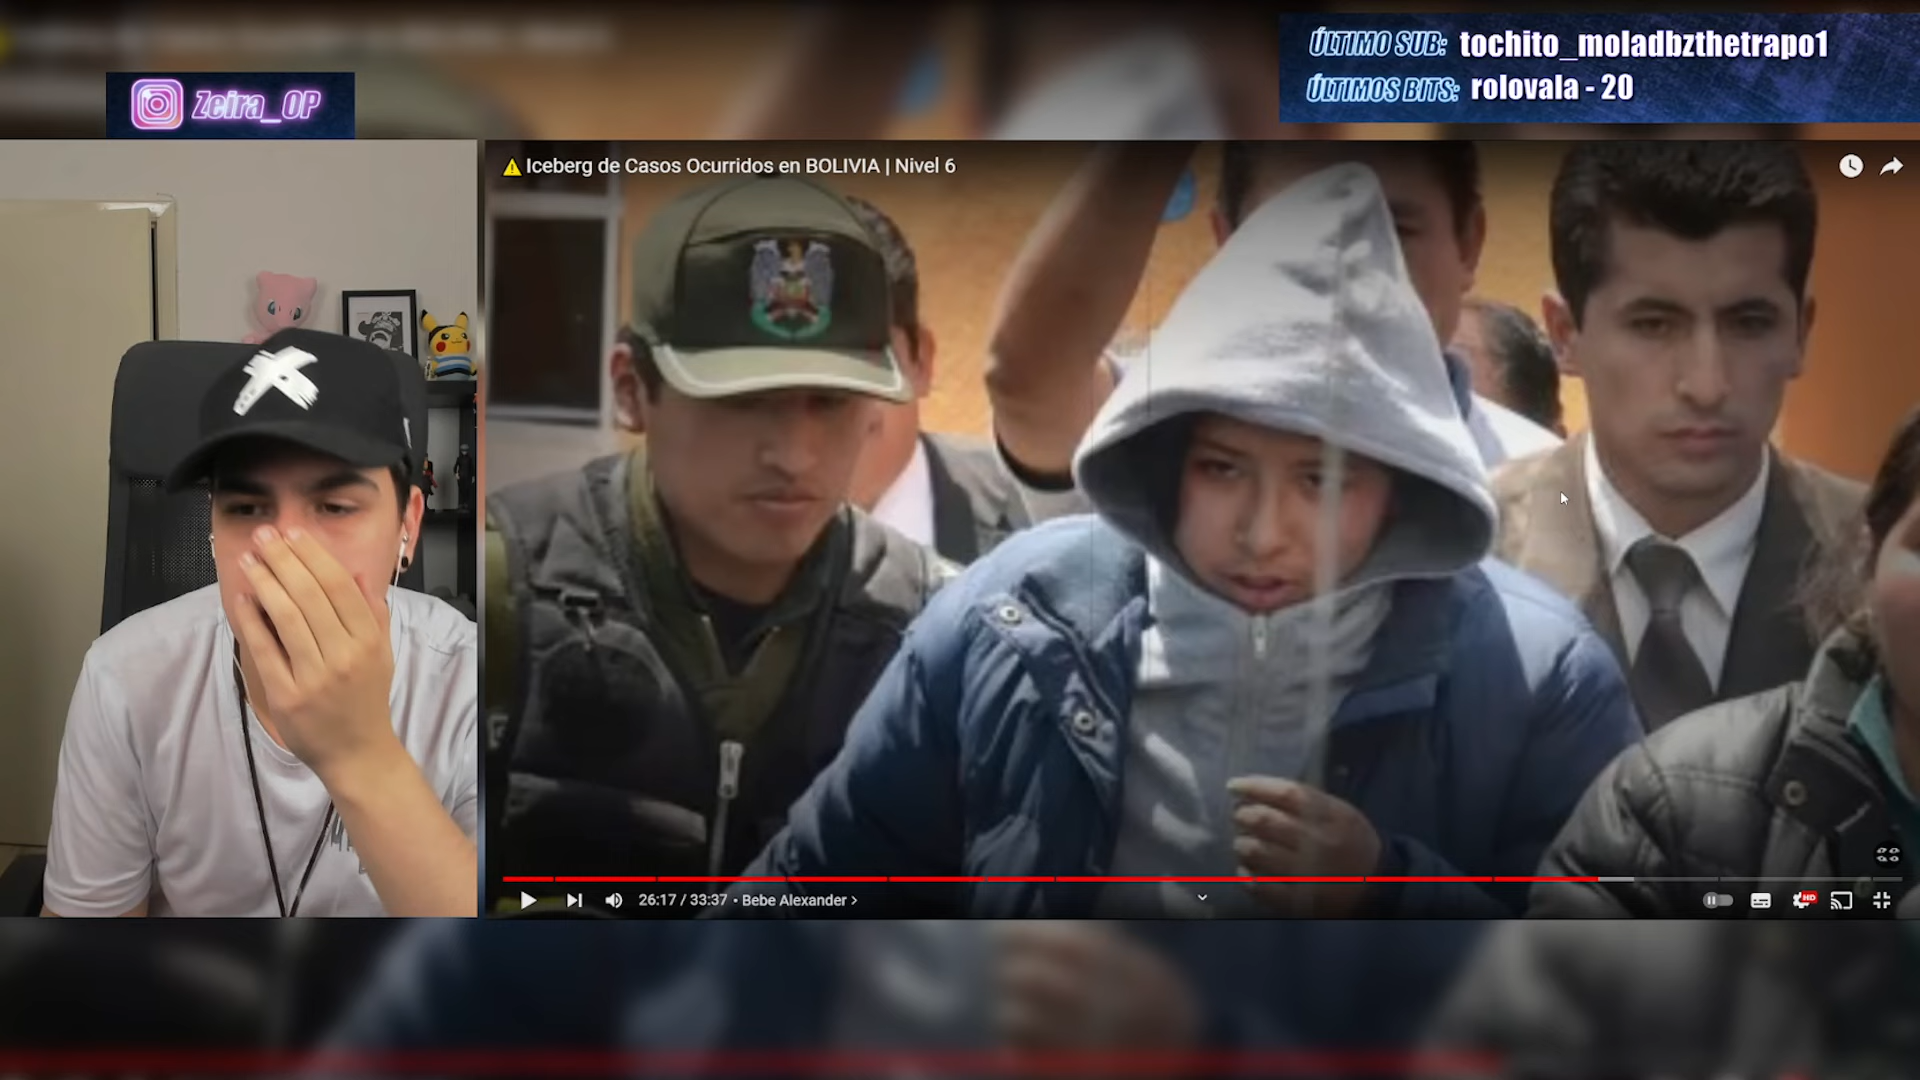 ÚLTIMO SUB: tochito_moladbzthetrapo1
ÚLTIMOS BITS: rolovala - 20
Zeira_OP
Iceberg de Casos Ocurridos en BOLIVIA | Nivel 6
26:17 / 33:37 • Bebe Alexander >
HD